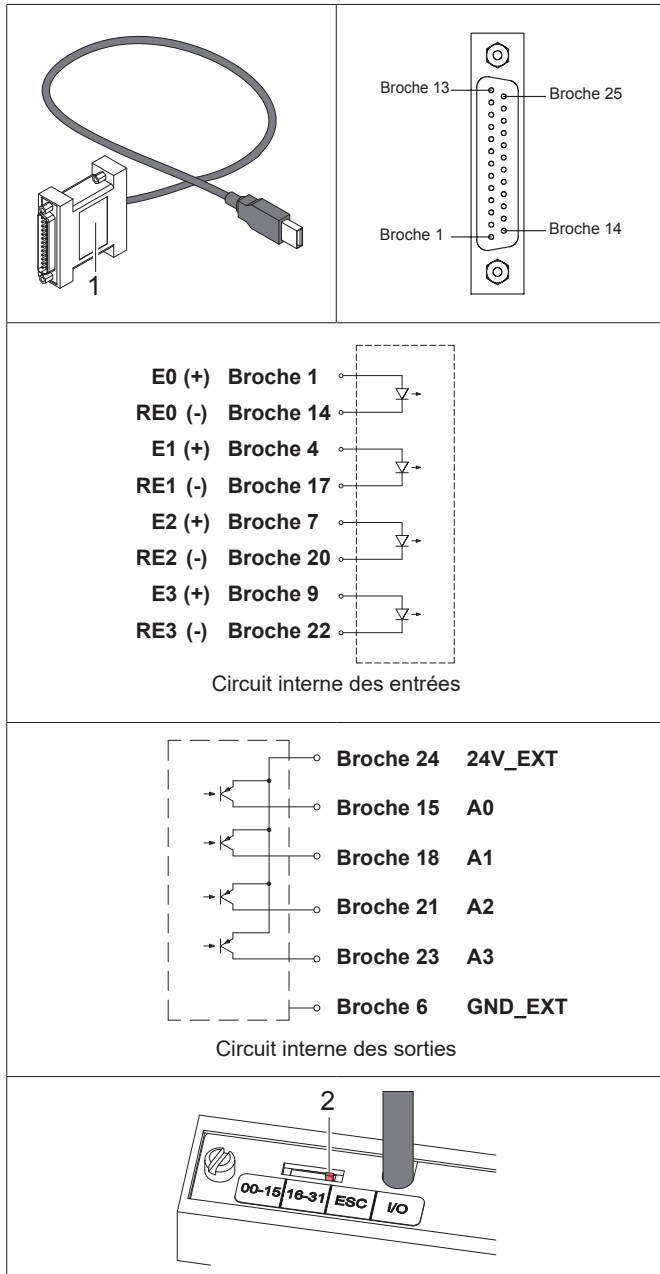 Broche 13
Broche 25
Broche 1
Broche 14
1
E0 (+) Broche 1
RE0 (-) Broche 14
E1 (+) Broche 4
RE1 (-) Broche 17
E2 (+) Broche 7
RE2 (-) Broche 20
E3 (+) Broche 9
RE3 (-) Broche 22
Circuit interne des entrées
Broche 24 24V_EXT
Broche 15 A0
Broche 18 A1
Broche 21 A2
Broche 23 A3
Broche 6 GND_EXT
Circuit interne des sorties
2
00-15 16-31 ESC I/O